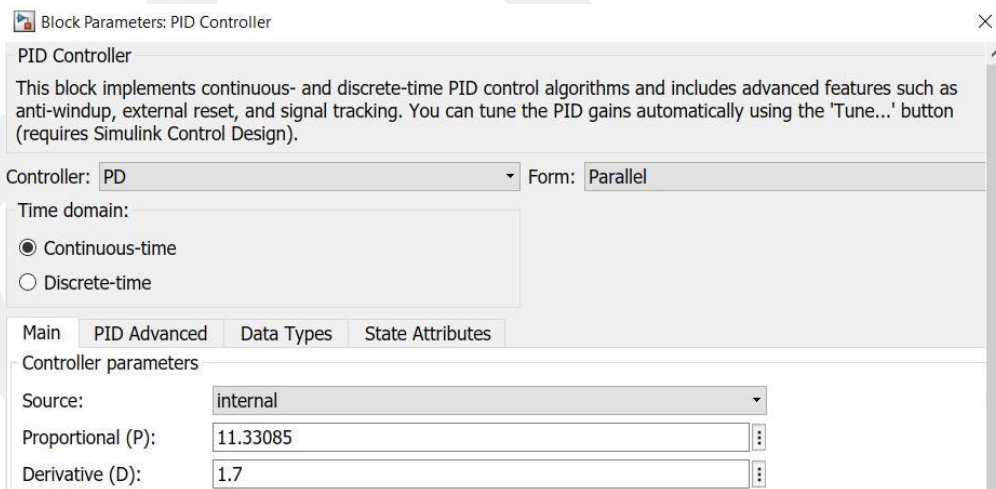 Block Parameters: PID Controller
PID Controller
This block implements continuous- and discrete-time PID control algorithms and includes advanced features such as
anti-windup, external reset, and signal tracking. You can tune the PID gains automatically using the 'Tune...' button
(requires Simulink Control Design).
Controller: PD Form: Parallel
Time domain:
Continuous-time
Discrete-time
Main PID Advanced Data Types State Attributes
Controller parameters
Source: internal
Proportional (P): 11.33085
Derivative (D): 1.7